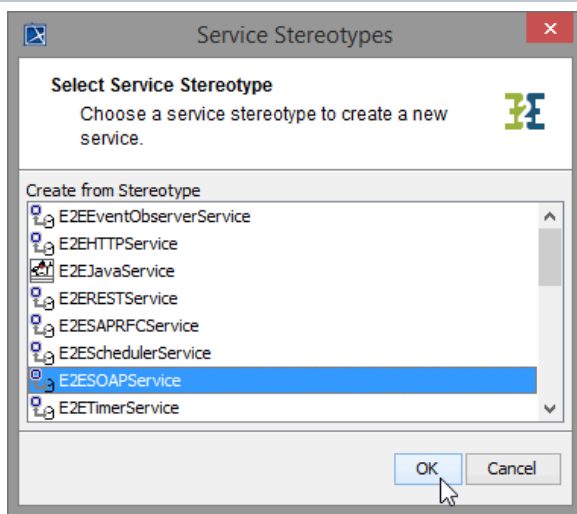 Service Stereotypes
Select Service Stereotype
Choose a service stereotype to create a new
service.
E2E
Create from Stereotype
E2EEventObserverService
E2EHTTPService
E2EJavaService
E2ERESTService
E2ESAPRFCService
E2ESchedulerService
E2ESOAPService
E2ETimerService
OK
Cancel